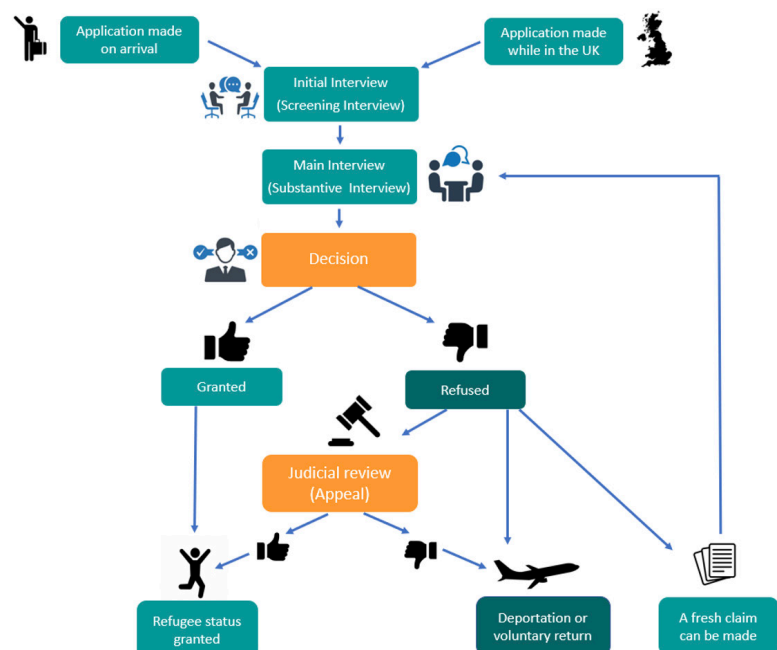 Application made
on arrival
Application made
while in the UK
Initial Interview
(Screening Interview)
Main Interview
(Substantive Interview)
Decision
Granted
Refused
Judicial review
(Appeal)
Refugee status
granted
Deportation or
voluntary return
A fresh claim
can be made